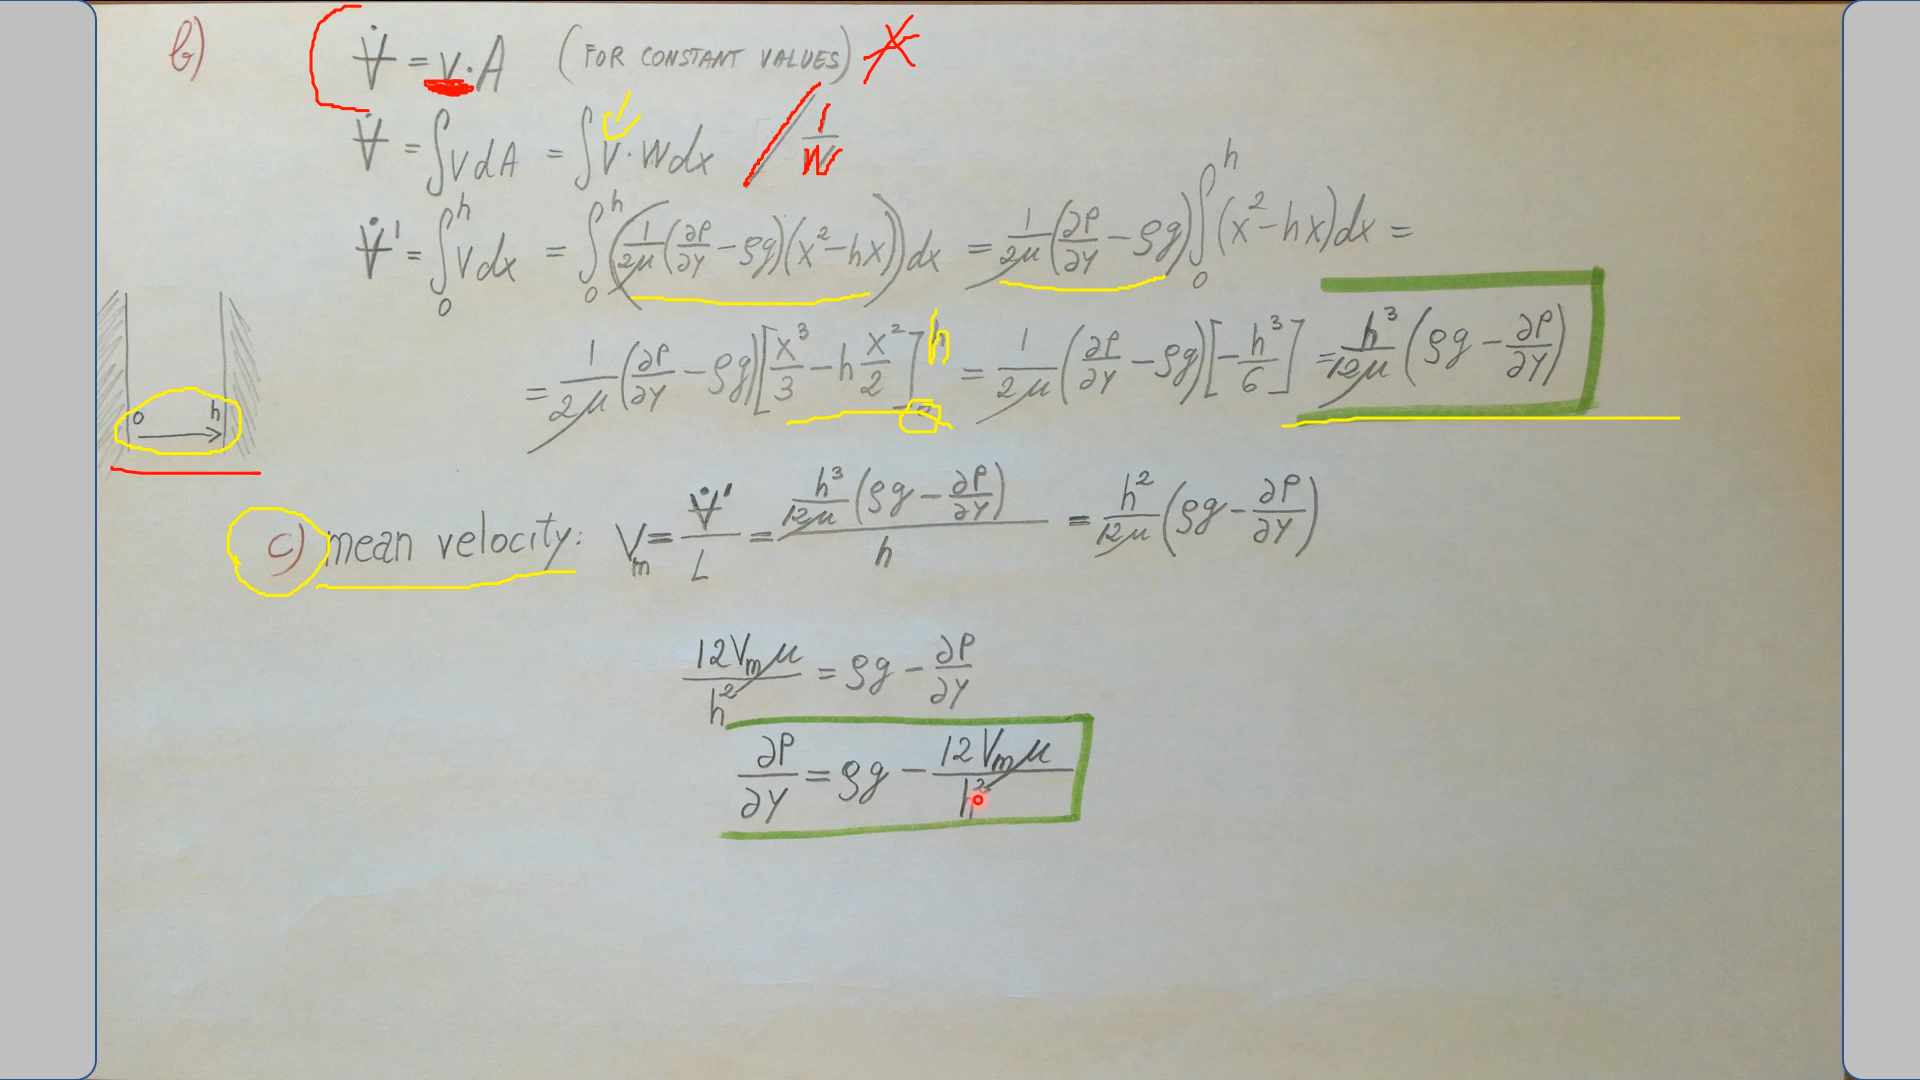 b) V̇ = v · A (FOR CONSTANT VALUES)
V̇ = ∫ v dA = ∫ v · W dx / 1/W
V̇' = ∫₀ʰ v dx = ∫₀ʰ (1/2μ (∂P/∂y − ρg)(x² − hx)) dx = 1/2μ (∂P/∂y − ρg) ∫₀ʰ (x² − hx) dx =
= 1/2μ (∂P/∂y − ρg) [x³/3 − h x²/2]₀ʰ = 1/2μ (∂P/∂y − ρg) [−h³/6] = h³/12μ (ρg − ∂P/∂y)
0 h
c) mean velocity: Vm = V̇'/L = h³/12μ (ρg − ∂P/∂y) / h = h²/12μ (ρg − ∂P/∂y)
12Vmμ/h² = ρg − ∂P/∂y
∂P/∂y = ρg − 12Vmμ/h²